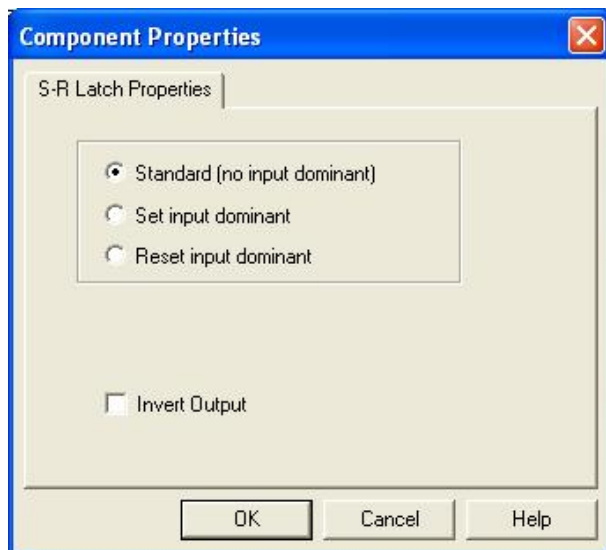 Component Properties
S-R Latch Properties
Standard (no input dominant)
Set input dominant
Reset input dominant
Invert Output
OK Cancel Help